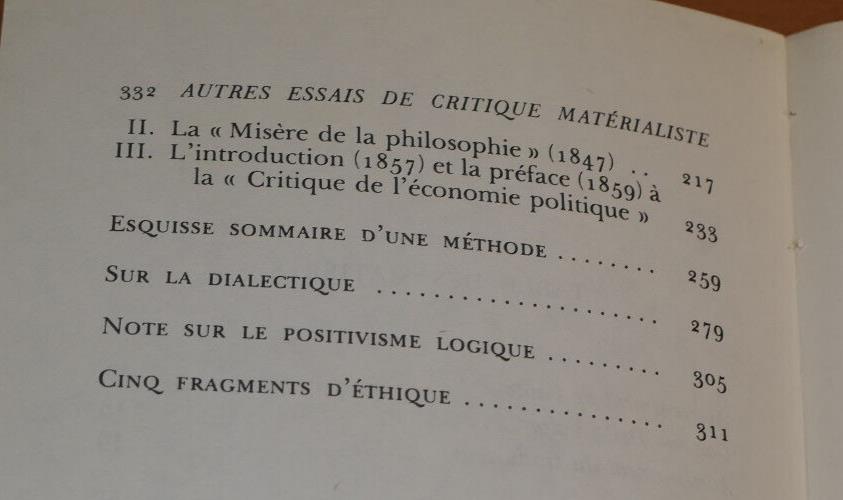 332 AUTRES ESSAIS DE CRITIQUE MATÉRIALISTE
II. La « Misère de la philosophie » (1847) . . 217
III. L'introduction (1857) et la préface (1859) à
la « Critique de l'économie politique » 233
ESQUISSE SOMMAIRE D'UNE MÉTHODE . . . . . . . . 259
SUR LA DIALECTIQUE . . . . . . . . . . . . . . . . . . . . . . 279
NOTE SUR LE POSITIVISME LOGIQUE . . . . . . . . . 305
CINQ FRAGMENTS D'ÉTHIQUE . . . . . . . . . . . . . . . . 311